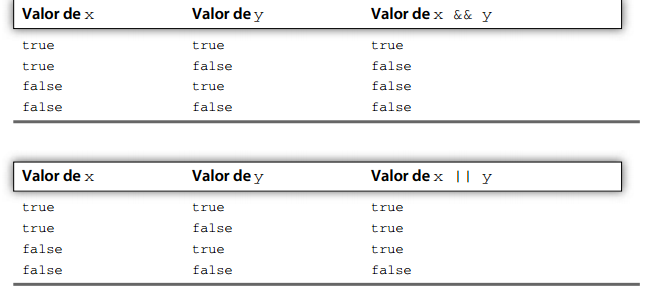 Valor de x Valor de y Valor de x && y
true true true
true false false
false true false
false false false
Valor de x Valor de y Valor de x || y
true true true
true false true
false true true
false false false